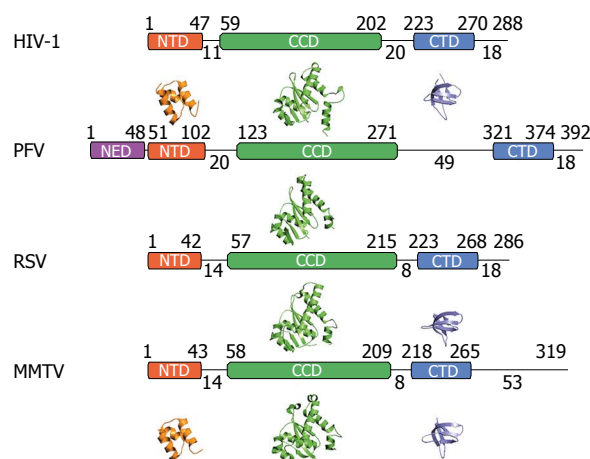 1 47 59 202 223 270 288
HIV-1 NTD CCD CTD
11 20 18
1 48 51 102 123 271 321 374 392
PFV NED NTD CCD CTD
20 49 18
1 42 57 215 223 268 286
RSV NTD CCD CTD
14 8 18
1 43 58 209 218 265 319
MMTV NTD CCD CTD
14 8 53